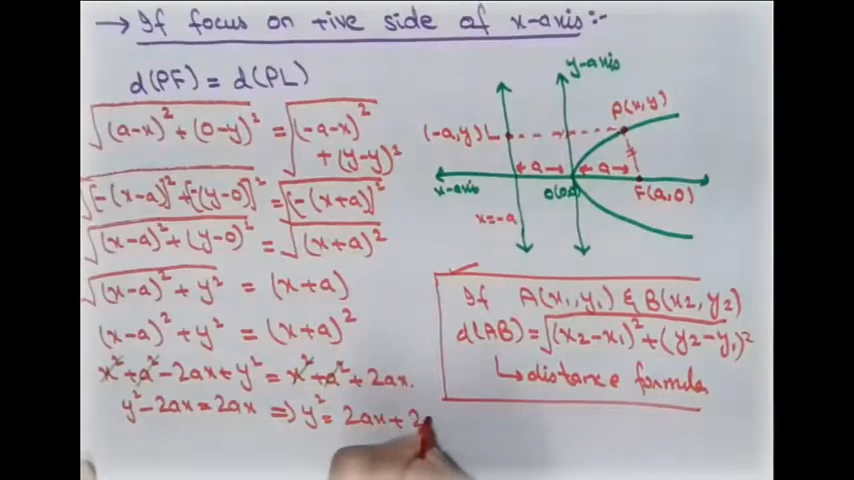 → If focus on +ive side of x-axis:-
d(PF) = d(PL)
√(a-x)² + (0-y)² = √(-a-x)² + (y-y)²
√[-(x-a)]² + [-(y-0)]² = √[-(x+a)]²
√(x-a)² + (y-0)² = √(x+a)²
√(x-a)² + y² = (x+a)
(x-a)² + y² = (x+a)²
x² + a² - 2ax + y² = x² + a² + 2ax.
y² - 2ax = 2ax ⇒ y² = 2ax + 2
y-axis
P(x,y)
(-a,y) L
a a
x-axis O(0,0) F(a,0)
x=-a
If A(x₁,y₁) & B(x₂,y₂)
d(AB) = √(x₂-x₁)² + (y₂-y₁)²
↳ distance formula